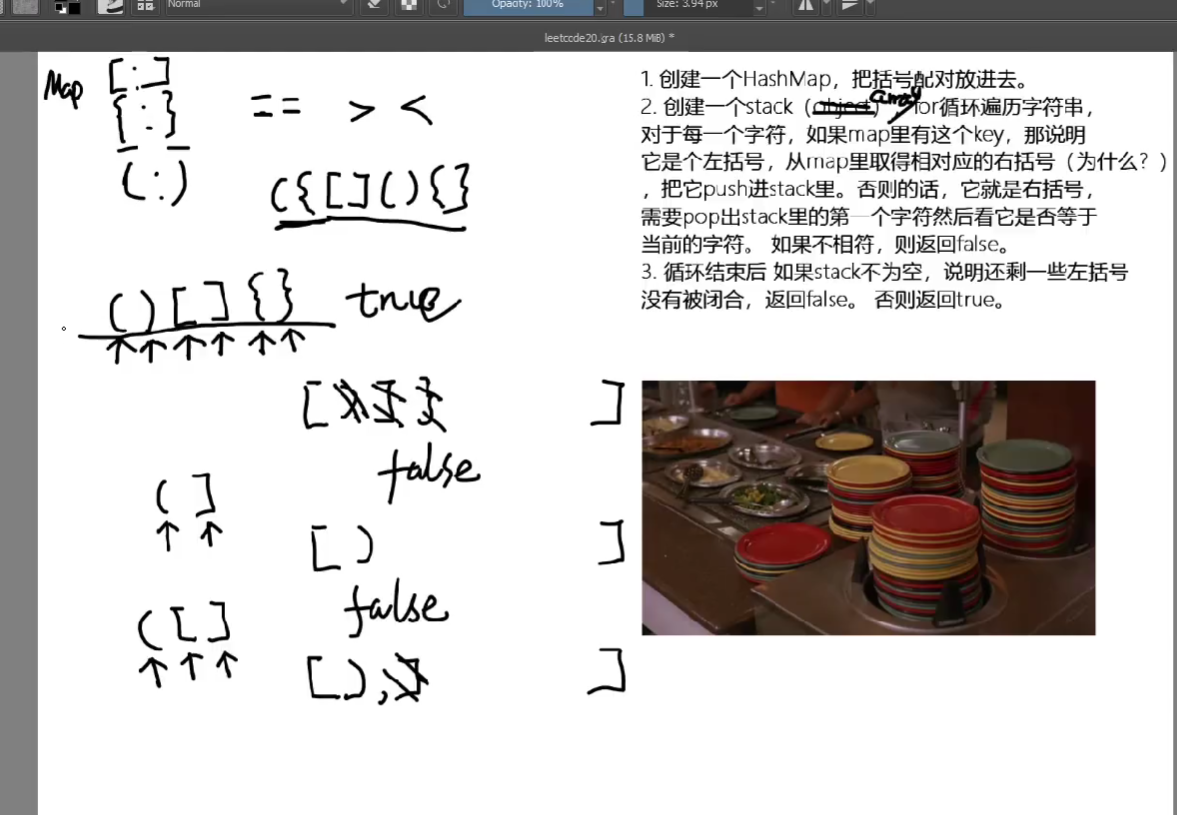 Normal
Opacity: 100%
Size: 3.94 px
leetcode20.jra (15.8 MiB) *
Map
[:]
{:}
(:)
== > <
({[](){}
()[]{} true
[ ]
false
(]
[) ]
false
([]
[), ]
1. 创建一个HashMap，把括号配对放进去。
2. 创建一个stack（object array）for循环遍历字符串，
对于每一个字符，如果map里有这个key，那说明
它是个左括号，从map里取得相对应的右括号（为什么？）
，把它push进stack里。否则的话，它就是右括号，
需要pop出stack里的第一个字符然后看它是否等于
当前的字符。 如果不相符，则返回false。
3. 循环结束后 如果stack不为空，说明还剩一些左括号
没有被闭合，返回false。 否则返回true。